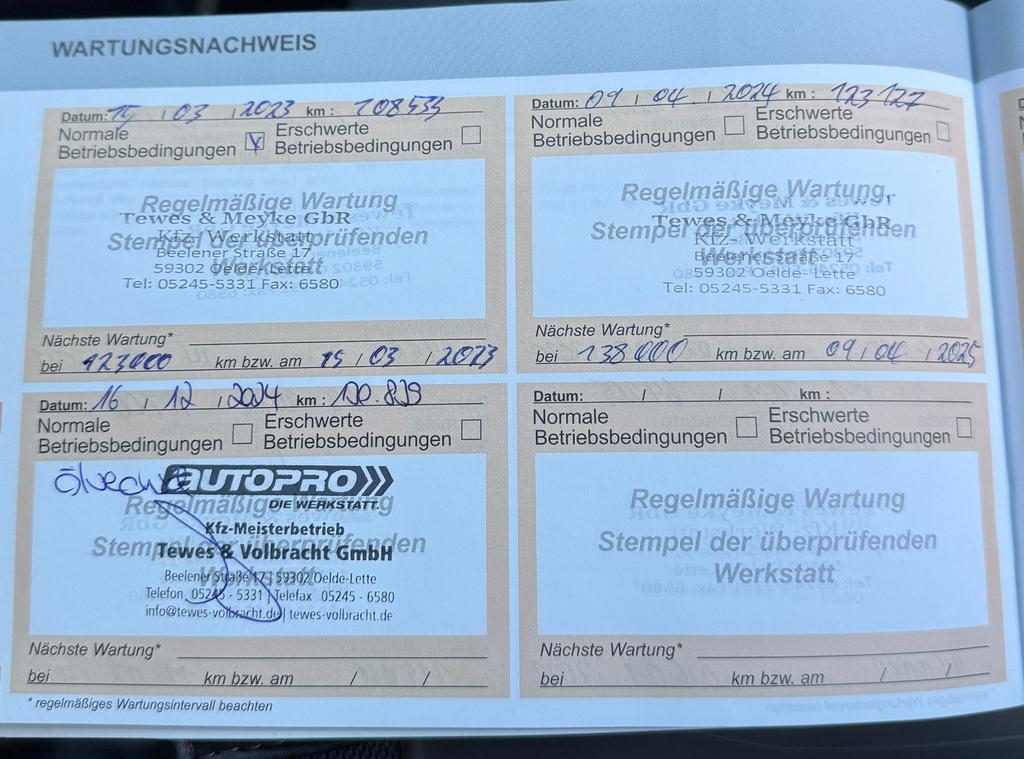 WARTUNGSNACHWEIS
Datum: 15 / 03 / 2023 km : 108533
Normale Betriebsbedingungen Y Erschwerte Betriebsbedingungen
Regelmäßige Wartung
Stempel der überprüfenden
Werkstatt
Tewes & Meyke GbR
Kfz- Werkstatt
Beelener Straße 17
59302 Oelde-Lette
Tel: 05245-5331 Fax: 6580
Nächste Wartung*
bei 123000 km bzw. am 15 / 03 / 2023
Datum: 09 / 04 / 2024 km : 123127
Normale Betriebsbedingungen Erschwerte Betriebsbedingungen
Regelmäßige Wartung
Stempel der überprüfenden
Werkstatt
Tewes & Meyke GbR
Kfz- Werkstatt
Beelener Straße 17
59302 Oelde- Lette
Tel: 05245-5331 Fax: 6580
Nächste Wartung*
bei 138000 km bzw. am 09 / 04 / 2025
Datum: 16 / 12 / 2024 km :
Normale Betriebsbedingungen Erschwerte Betriebsbedingungen
AUTOPRO
DIE WERKSTATT.
Regelmäßige Wartung
Stempel der überprüfenden
Werkstatt
Kfz-Meisterbetrieb
Tewes & Volbracht GmbH
Beelener Straße 17 | 59302 Oelde-Lette
Telefon 05245 - 5331 | Telefax 05245 - 6580
info@tewes-volbracht.de | tewes-volbracht.de
Nächste Wartung*
bei km bzw. am / /
Datum: / / km :
Normale Betriebsbedingungen Erschwerte Betriebsbedingungen
Regelmäßige Wartung
Stempel der überprüfenden
Werkstatt
Nächste Wartung*
bei km bzw. am / /
* regelmäßiges Wartungsintervall beachten